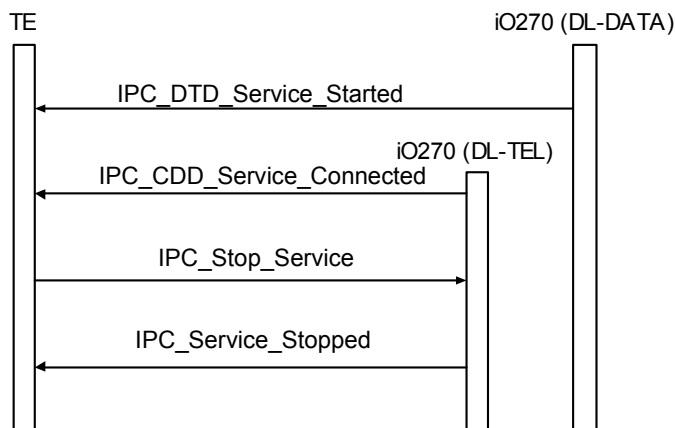 TE
iO270 (DL-DATA)
IPC_DTD_Service_Started
iO270 (DL-TEL)
IPC_CDD_Service_Connected
IPC_Stop_Service
IPC_Service_Stopped